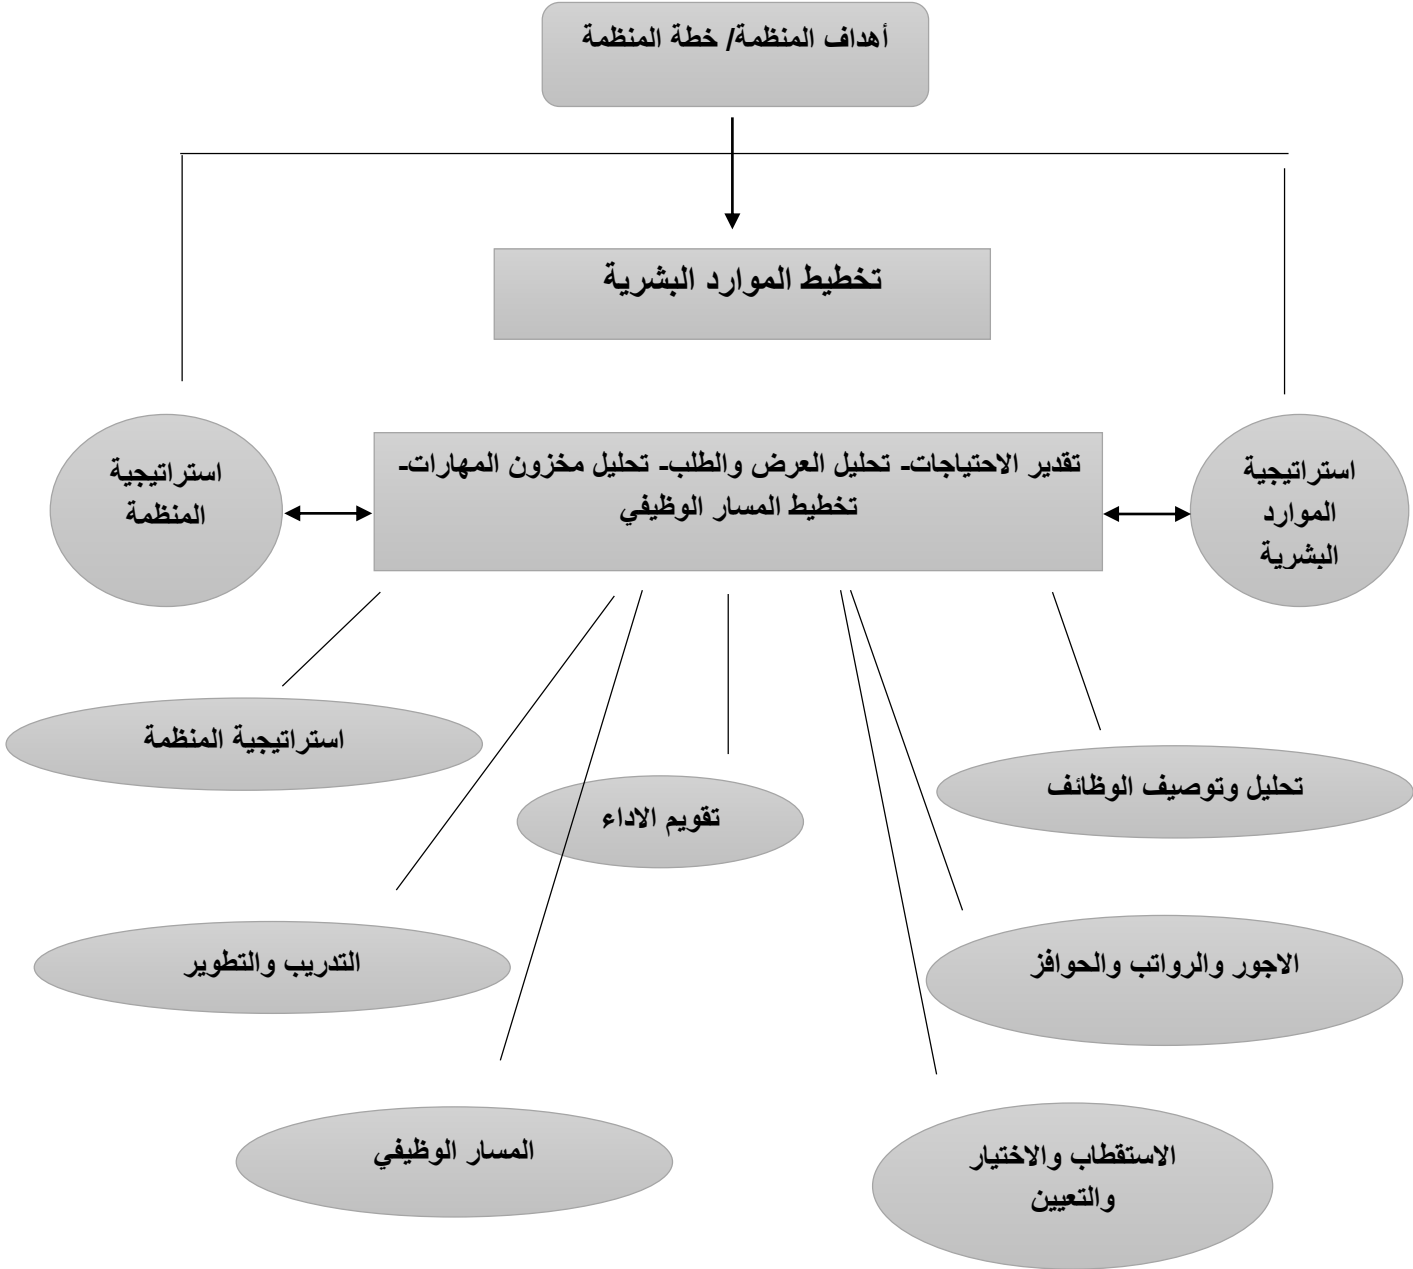 أهداف المنظمة/ خطة المنظمة
تخطيط الموارد البشرية
استراتيجية
الموارد
البشرية
تقدير الاحتياجات- تحليل العرض والطلب- تحليل مخزون المهارات-
تخطيط المسار الوظيفي
استراتيجية
المنظمة
استراتيجية المنظمة
تحليل وتوصيف الوظائف
تقويم الاداء
الاجور والرواتب والحوافز
التدريب والتطوير
الاستقطاب والاختيار
والتعيين
المسار الوظيفي